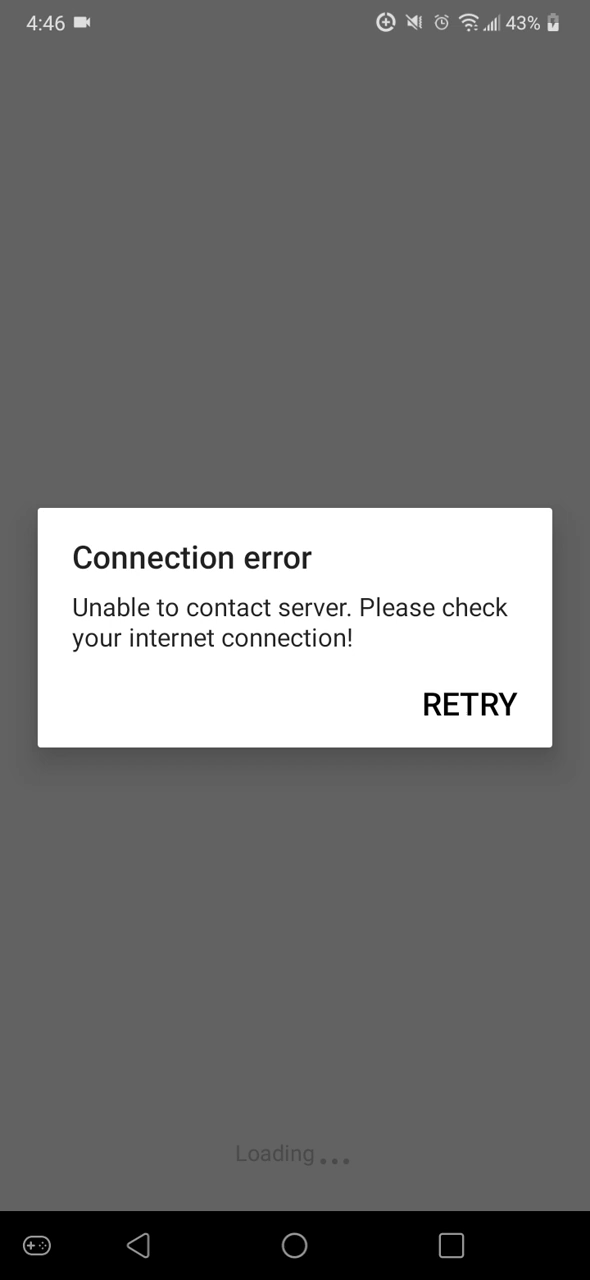 4:46 43%
Connection error
Unable to contact server. Please check
your internet connection!
RETRY
Loading...